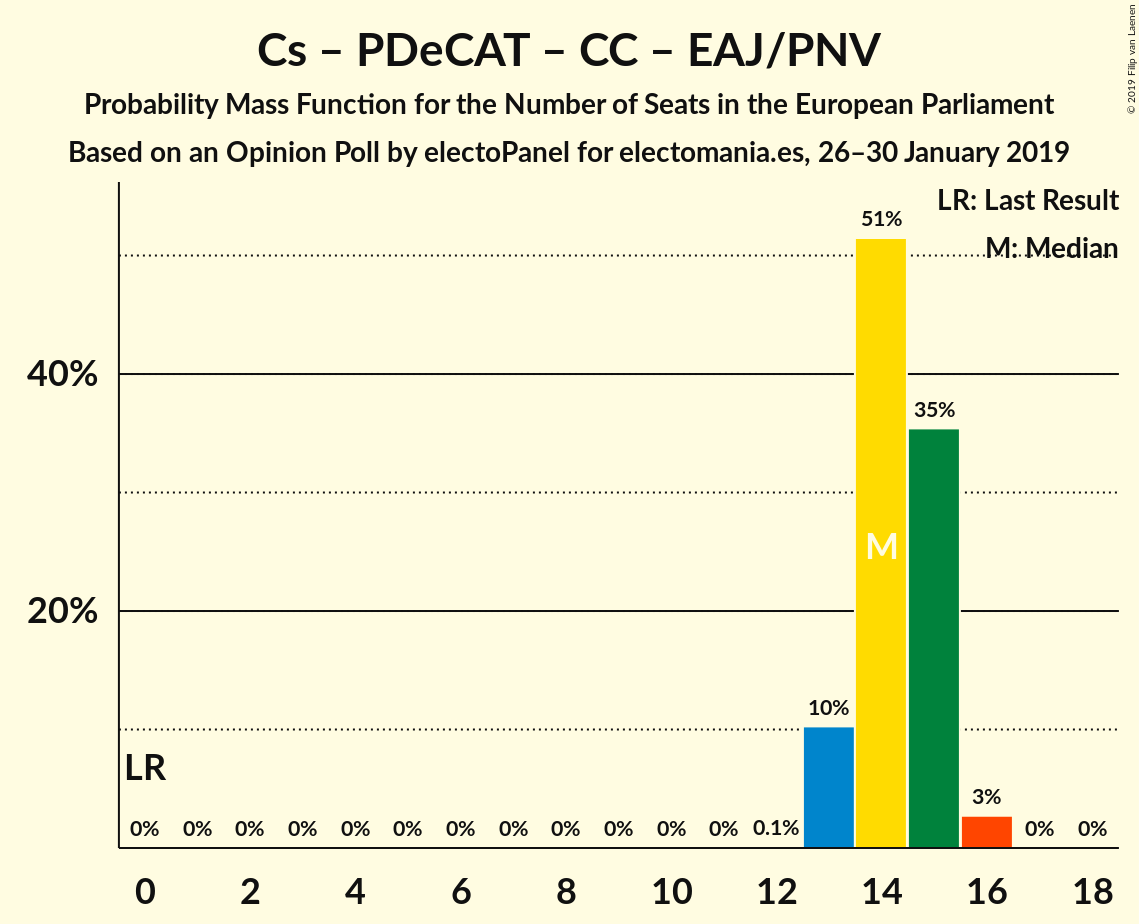 Cs – PDeCAT – CC – EAJ/PNV
Probability Mass Function for the Number of Seats in the European Parliament
Based on an Opinion Poll by electoPanel for electomania.es, 26–30 January 2019
© 2019 Filip van Laenen
LR: Last Result
M: Median
51%
40%
35%
M
20%
10%
LR
3%
0% 0% 0% 0% 0% 0% 0% 0% 0% 0% 0% 0% 0.1% 0% 0%
0 2 4 6 8 10 12 14 16 18